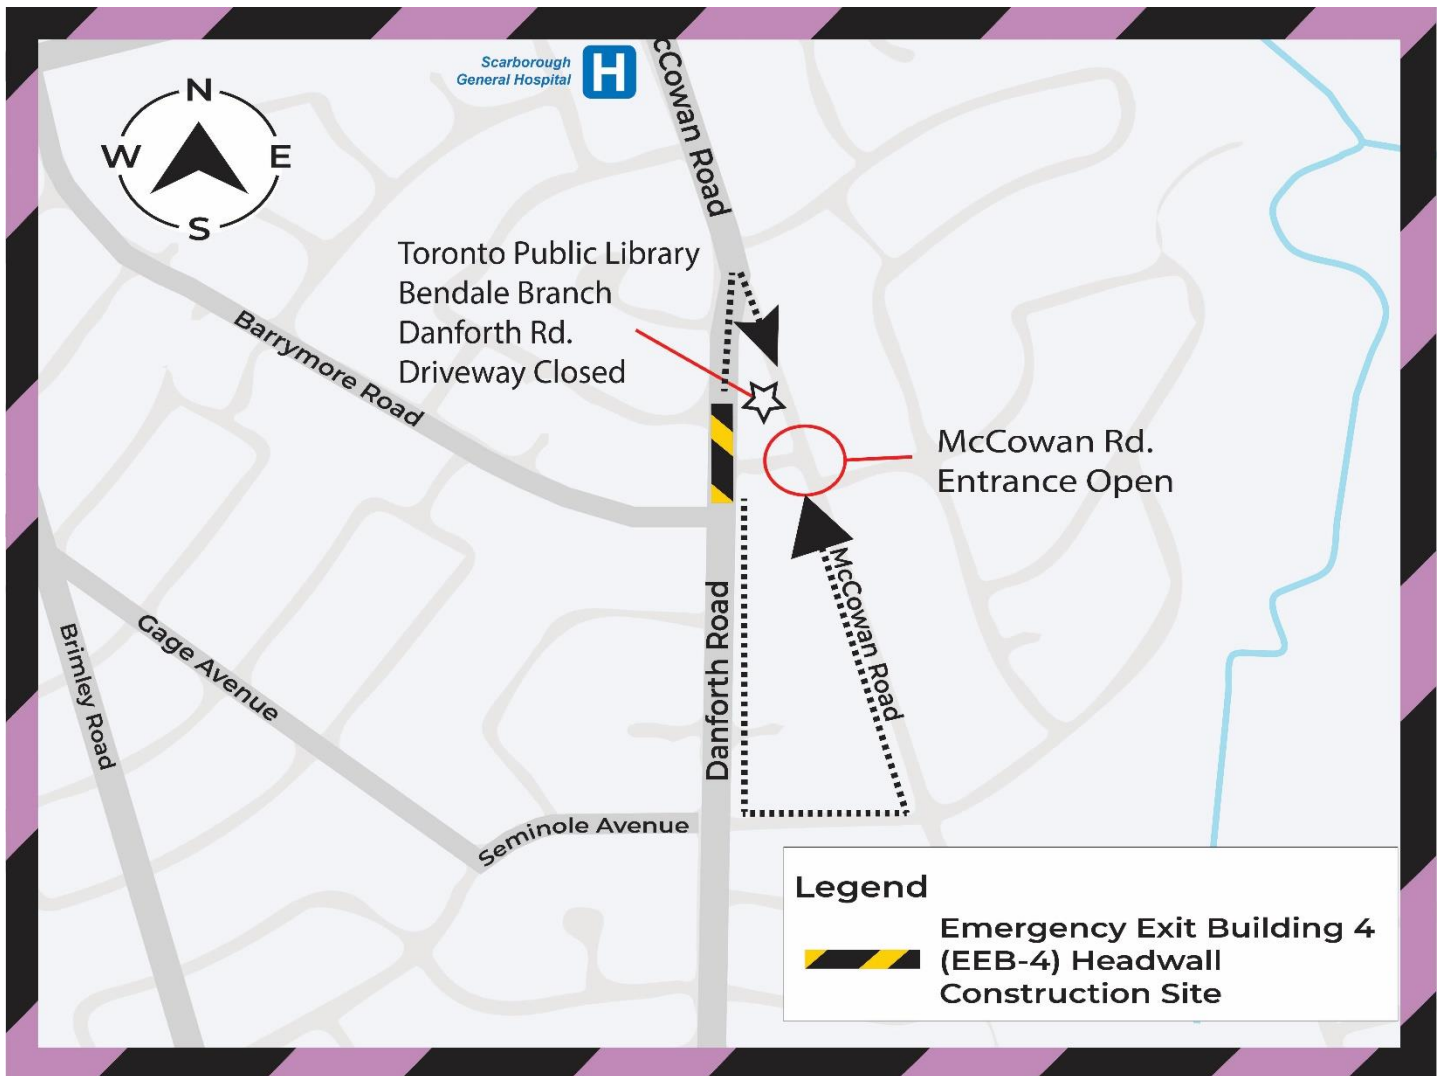 Scarborough
General Hospital
H
cCowan Road
N
W
E
S
Toronto Public Library
Bendale Branch
Danforth Rd.
Driveway Closed
Barrymore Road
McCowan Rd.
Entrance Open
McCowan Road
Danforth Road
Gage Avenue
Brimley Road
Seminole Avenue
Legend
Emergency Exit Building 4
(EEB-4) Headwall
Construction Site